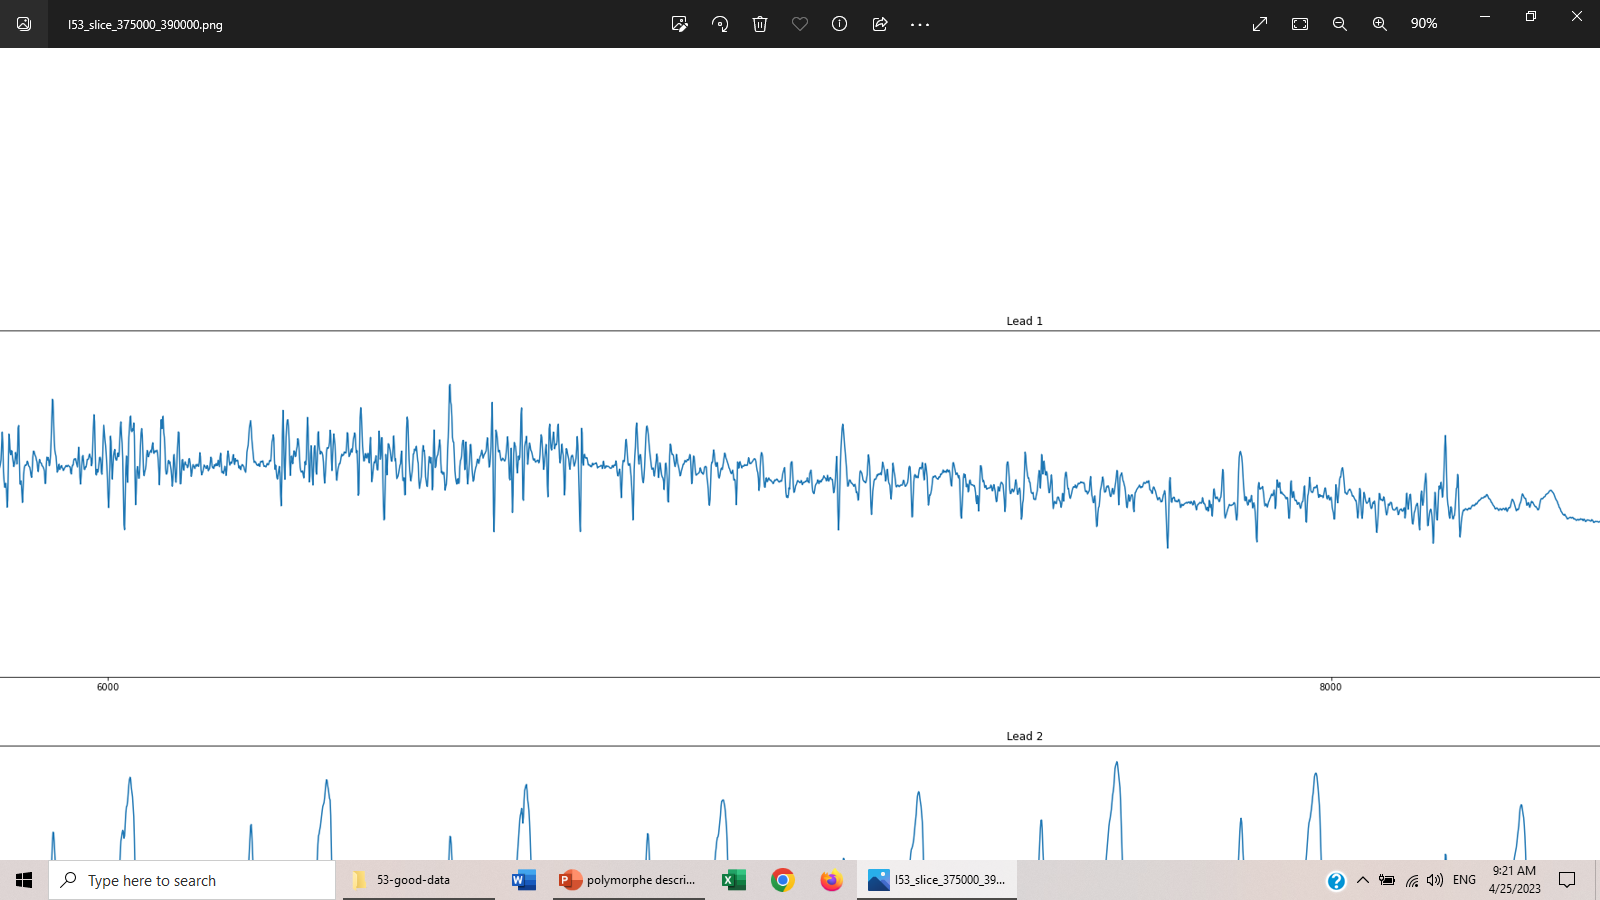 l53_slice_375000_390000.png
90%
Lead 1
6000
8000
Lead 2
Type here to search
53-good-data
polymorphe descri...
l53_slice_375000_39...
ENG
9:21 AM
4/25/2023